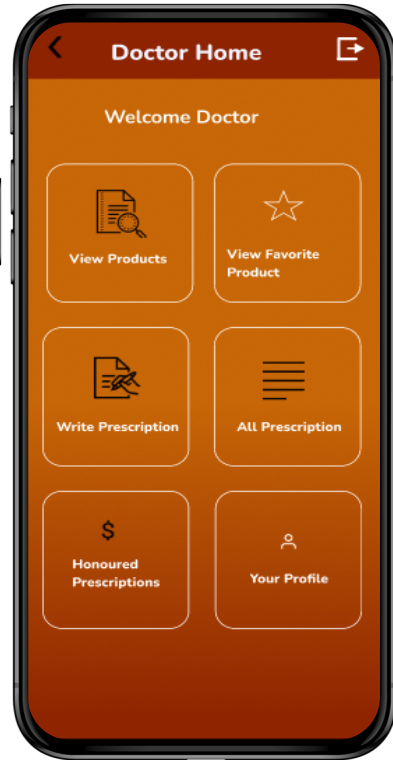 Doctor Home
Welcome Doctor
View Products
View Favorite
Product
Write Prescription
All Prescription
$
Honoured
Prescriptions
Your Profile